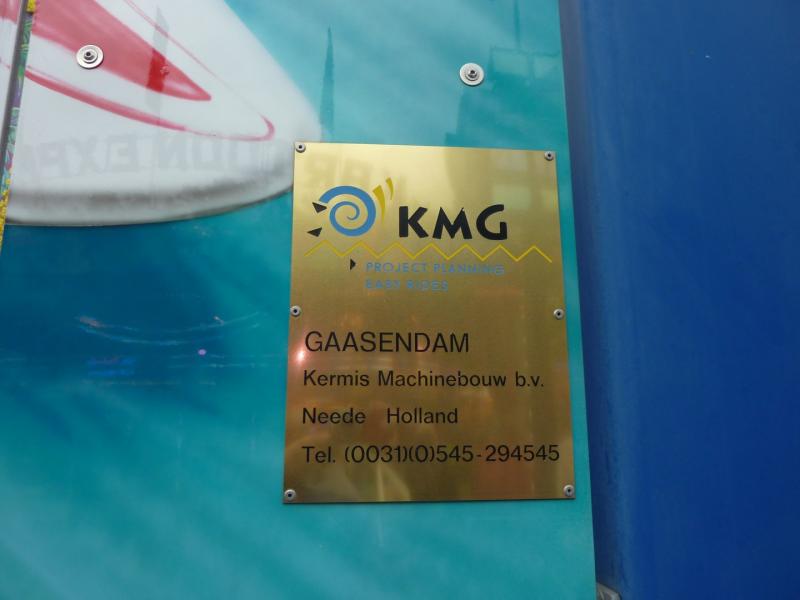 KMG
PROJECT PLANNING
EASY RIDES
GAASENDAM
Kermis Machinebouw b.v.
Neede Holland
Tel. (0031)(0)545-294545